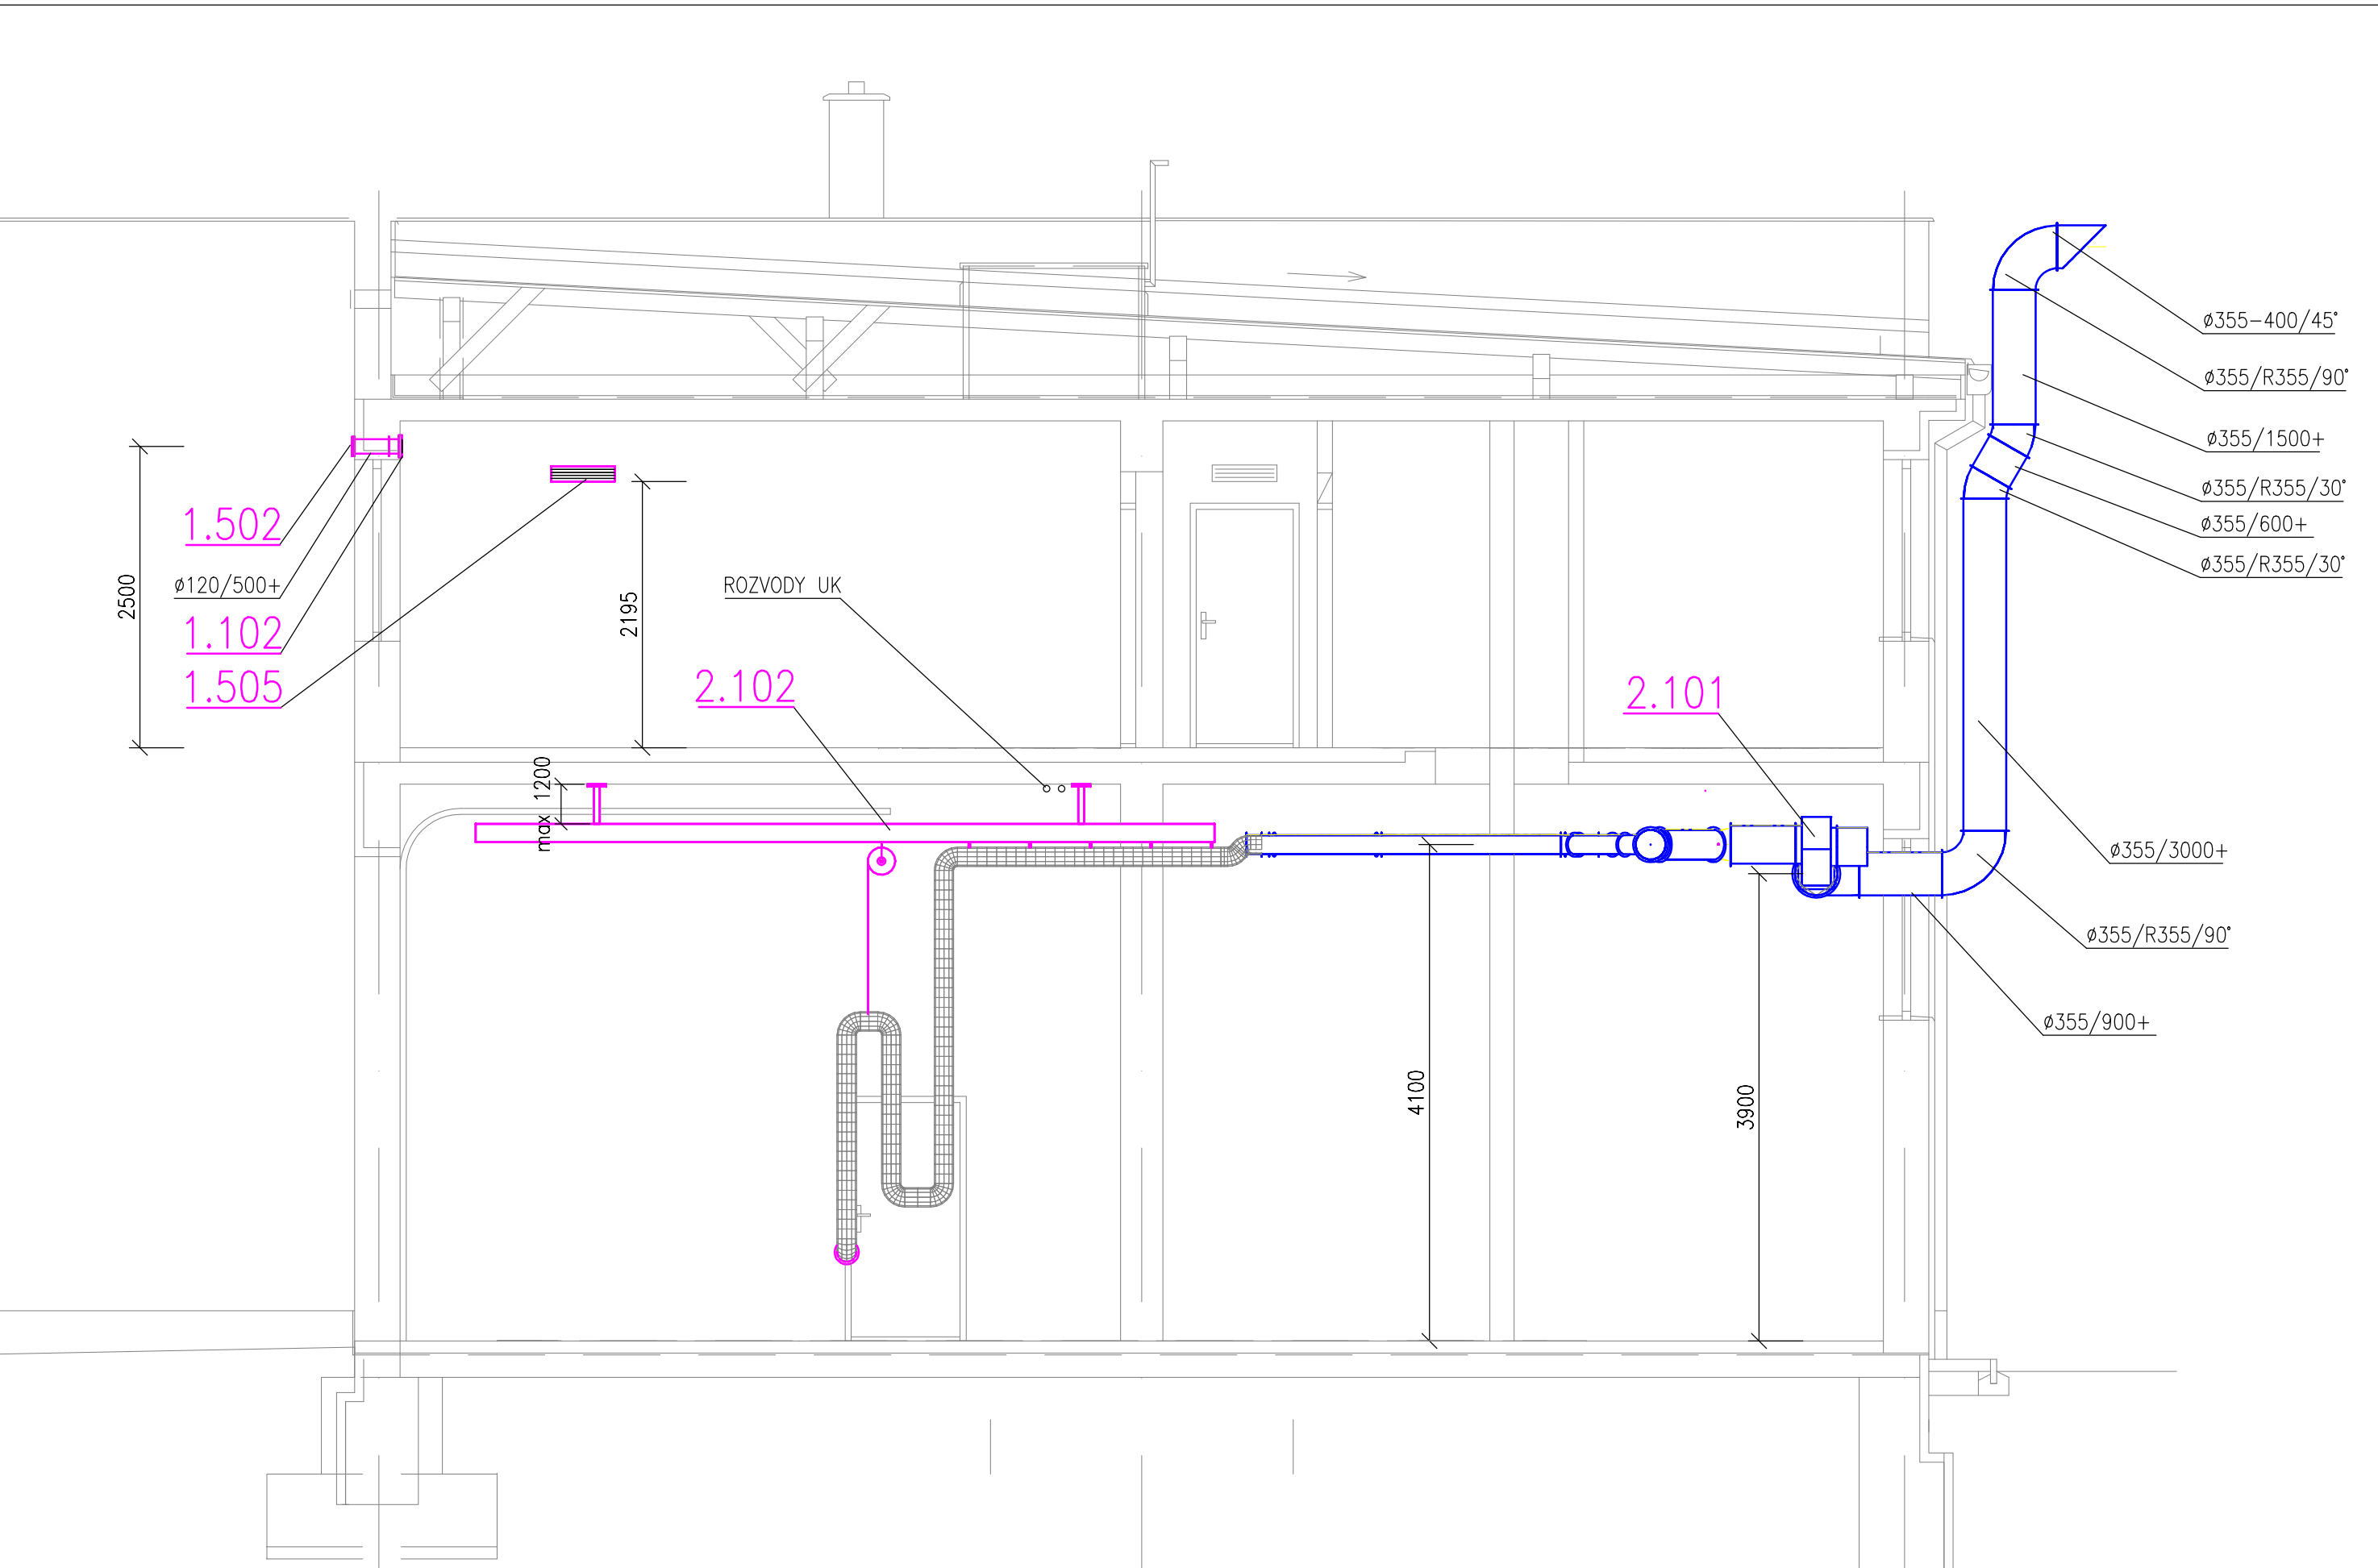 ø355-400/45°
ø355/R355/90°
ø355/1500+
ø355/R355/30°
ø355/600+
ø355/R355/30°
1.502
ø120/500+
1.102
1.505
2500
2195
ROZVODY UK
2.102
2.101
max 1200
ø355/3000+
ø355/R355/90°
ø355/900+
4100
3900